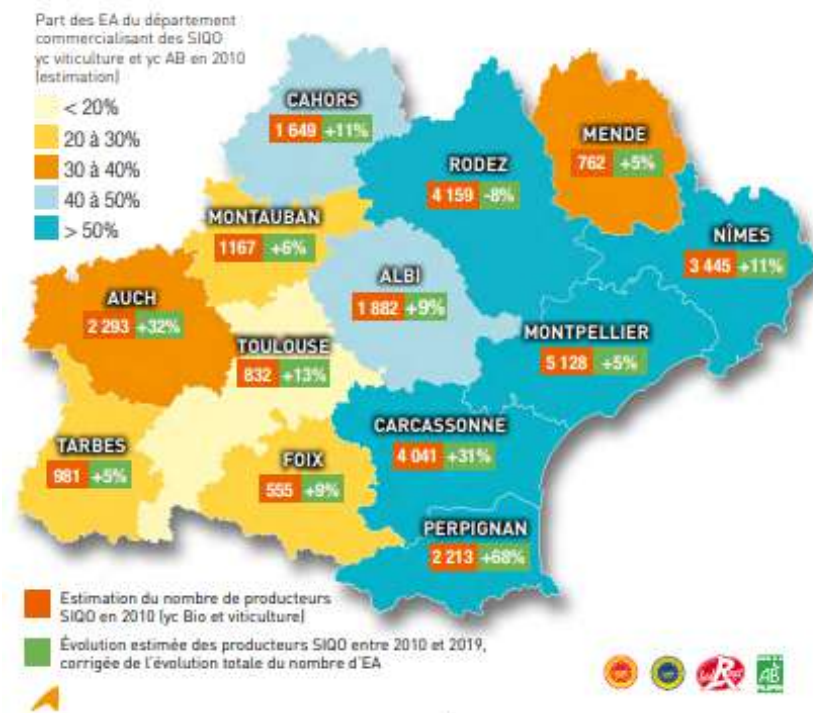 Part des EA du département
commercialisant des SIQO
yc viticulture et yc AB en 2010
(estimation)
< 20%
20 à 30%
30 à 40%
40 à 50%
> 50%
CAHORS
1 649 +11%
MENDE
762 +5%
RODEZ
4 159 -8%
MONTAUBAN
1167 +6%
NÎMES
3 445 +11%
ALBI
1 882 +9%
AUCH
2 293 +32%
MONTPELLIER
5 128 +5%
TOULOUSE
832 +13%
CARCASSONNE
4 041 +31%
TARBES
981 +5%
FOIX
555 +9%
PERPIGNAN
2 213 +68%
Estimation du nombre de producteurs
SIQO en 2010 (yc Bio et viticulture)
Évolution estimée des producteurs SIQO entre 2010 et 2019,
corrigée de l'évolution totale du nombre d'EA
AB